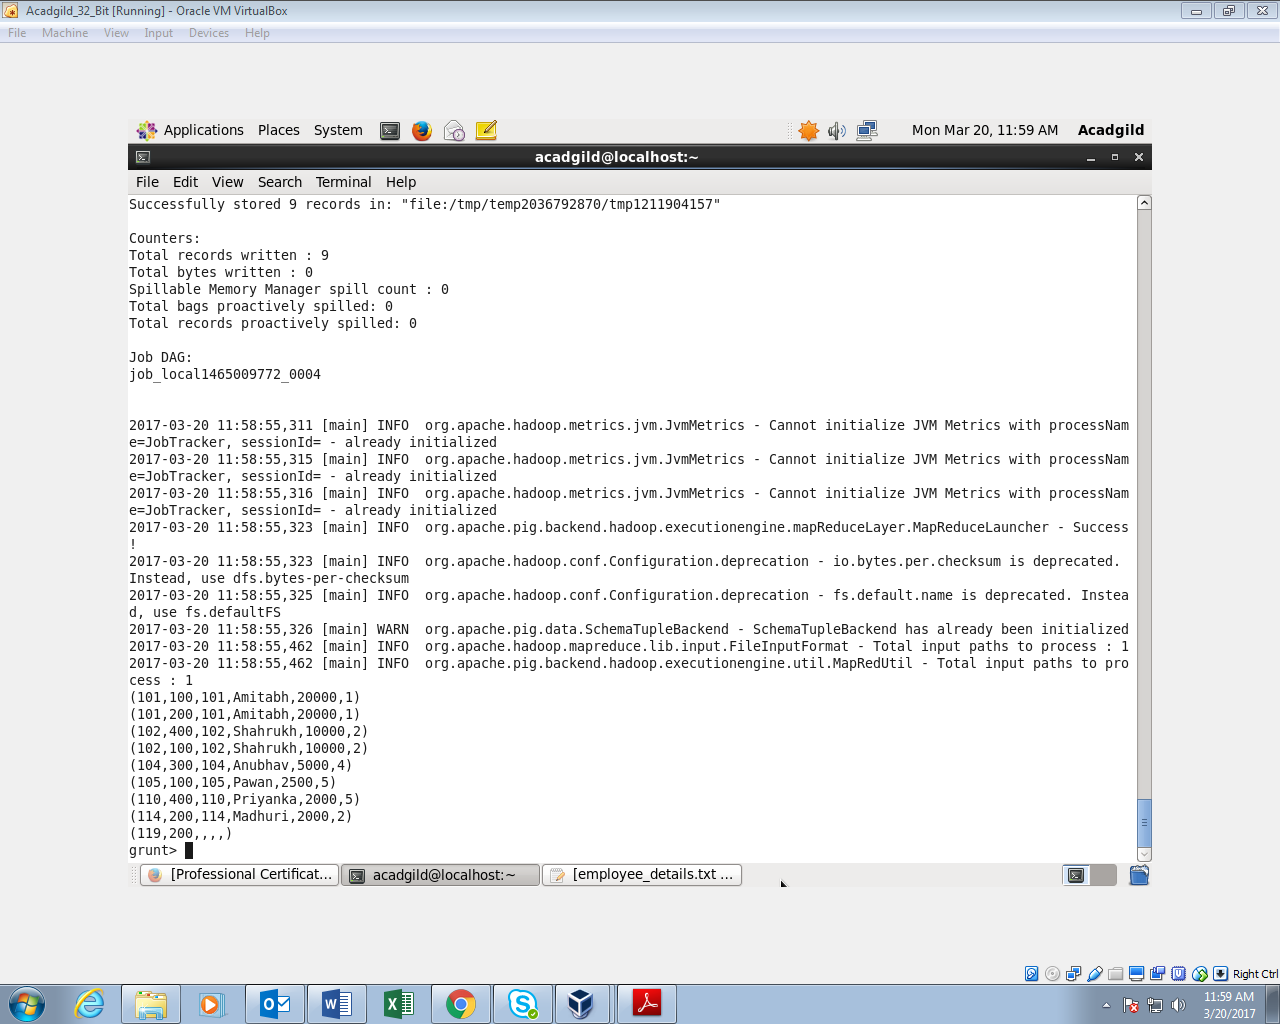 Acadgild_32_Bit [Running] - Oracle VM VirtualBox
File Machine View Input Devices Help
Applications Places System Mon Mar 20, 11:59 AM Acadgild
acadgild@localhost:~
File Edit View Search Terminal Help
Successfully stored 9 records in: "file:/tmp/temp2036792870/tmp1211904157"
Counters:
Total records written : 9
Total bytes written : 0
Spillable Memory Manager spill count : 0
Total bags proactively spilled: 0
Total records proactively spilled: 0
Job DAG:
job_local1465009772_0004
2017-03-20 11:58:55,311 [main] INFO  org.apache.hadoop.metrics.jvm.JvmMetrics - Cannot initialize JVM Metrics with processNam
e=JobTracker, sessionId= - already initialized
2017-03-20 11:58:55,315 [main] INFO  org.apache.hadoop.metrics.jvm.JvmMetrics - Cannot initialize JVM Metrics with processNam
e=JobTracker, sessionId= - already initialized
2017-03-20 11:58:55,316 [main] INFO  org.apache.hadoop.metrics.jvm.JvmMetrics - Cannot initialize JVM Metrics with processNam
e=JobTracker, sessionId= - already initialized
2017-03-20 11:58:55,323 [main] INFO  org.apache.pig.backend.hadoop.executionengine.mapReduceLayer.MapReduceLauncher - Success
!
2017-03-20 11:58:55,323 [main] INFO  org.apache.hadoop.conf.Configuration.deprecation - io.bytes.per.checksum is deprecated.
Instead, use dfs.bytes-per-checksum
2017-03-20 11:58:55,325 [main] INFO  org.apache.hadoop.conf.Configuration.deprecation - fs.default.name is deprecated. Instea
d, use fs.defaultFS
2017-03-20 11:58:55,326 [main] WARN  org.apache.pig.data.SchemaTupleBackend - SchemaTupleBackend has already been initialized
2017-03-20 11:58:55,462 [main] INFO  org.apache.hadoop.mapreduce.lib.input.FileInputFormat - Total input paths to process : 1
2017-03-20 11:58:55,462 [main] INFO  org.apache.pig.backend.hadoop.executionengine.util.MapRedUtil - Total input paths to pro
cess : 1
(101,100,101,Amitabh,20000,1)
(101,200,101,Amitabh,20000,1)
(102,400,102,Shahrukh,10000,2)
(102,100,102,Shahrukh,10000,2)
(104,300,104,Anubhav,5000,4)
(105,100,105,Pawan,2500,5)
(110,400,110,Priyanka,2000,5)
(114,200,114,Madhuri,2000,2)
(119,200,,,,)
grunt>
[Professional Certificat... acadgild@localhost:~ [employee_details.txt ...
Right Ctrl
11:59 AM
3/20/2017